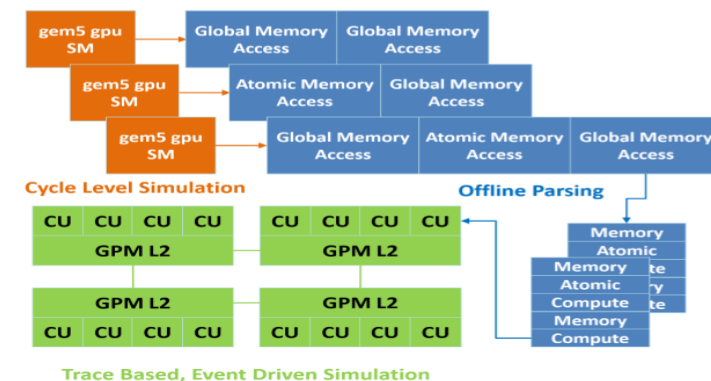 gem5 gpu
SM
Global Memory
Access
Global Memory
Access
gem5 gpu
SM
Atomic Memory
Access
Global Memory
Access
gem5 gpu
SM
Global Memory
Access
Atomic Memory
Access
Global Memory
Access
Cycle Level Simulation
Offline Parsing
CU CU CU CU
GPM L2
CU CU CU CU
GPM L2
GPM L2
CU CU CU CU
GPM L2
CU CU CU CU
Memory
Atomic
Memory
Atomic
Compute
Memory
Compute
Trace Based, Event Driven Simulation